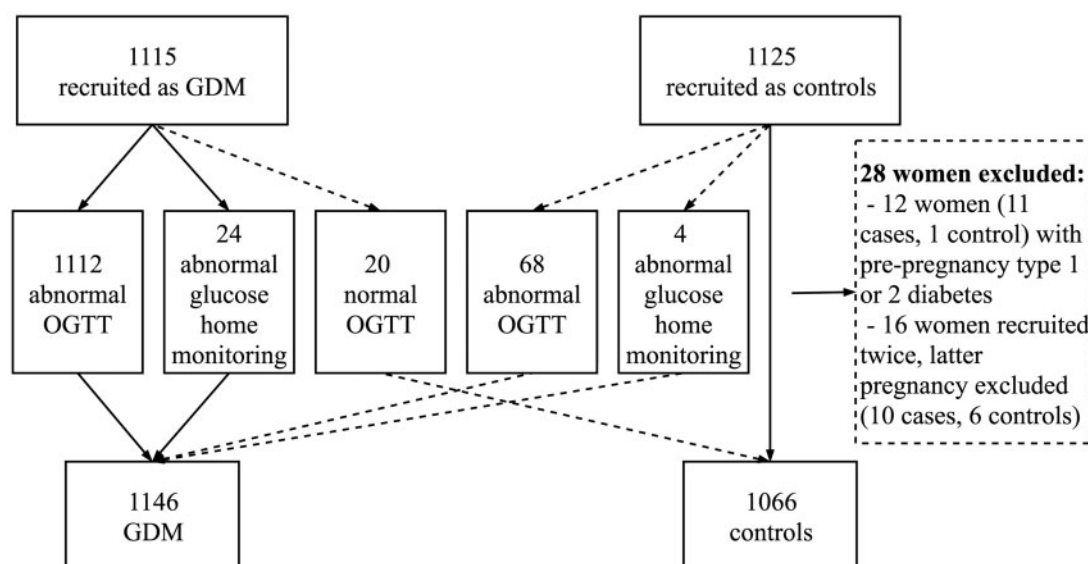 1115
recruited as GDM
1125
recruited as controls
1112
abnormal
OGTT
24
abnormal
glucose
home
monitoring
20
normal
OGTT
68
abnormal
OGTT
4
abnormal
glucose
home
monitoring
28 women excluded:
- 12 women (11
cases, 1 control) with
pre-pregnancy type 1
or 2 diabetes
- 16 women recruited
twice, latter
pregnancy excluded
(10 cases, 6 controls)
1146
GDM
1066
controls